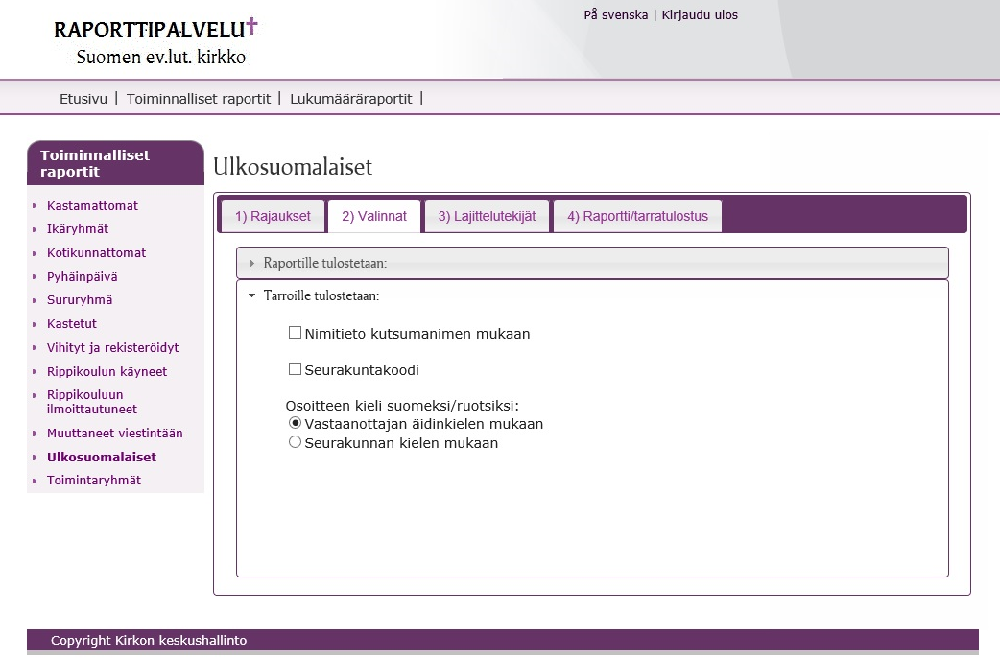 På svenska | Kirjaudu ulos
RAPORTTIPALVELU
Suomen ev.lut. kirkko
Etusivu | Toiminnalliset raportit | Lukumääräraportit |
Toiminnalliset
raportit
Kastamattomat
Ikäryhmät
Kotikunnattomat
Pyhäinpäivä
Sururyhmä
Kastetut
Vihityt ja rekisteröidyt
Rippikoulun käyneet
Rippikouluun
ilmoittautuneet
Muuttaneet viestintään
Ulkosuomalaiset
Toimintaryhmät
Ulkosuomalaiset
1) Rajaukset 2) Valinnat 3) Lajittelutekijät 4) Raportti/tarratulostus
Raportille tulostetaan:
Tarroille tulostetaan:
Nimitieto kutsumanimen mukaan
Seurakuntakoodi
Osoitteen kieli suomeksi/ruotsiksi:
Vastaanottajan äidinkielen mukaan
Seurakunnan kielen mukaan
Copyright Kirkon keskushallinto